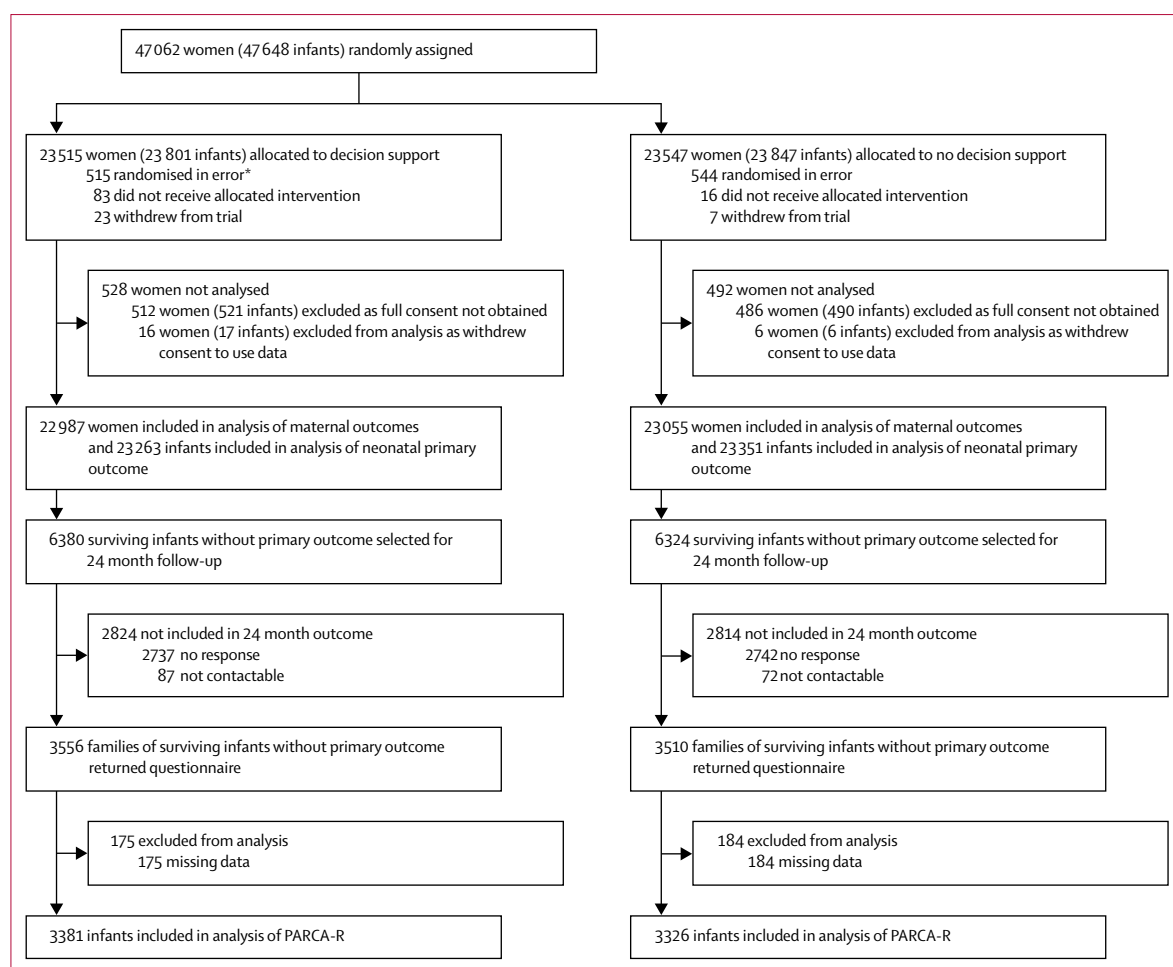 47 062 women (47 648 infants) randomly assigned
23 515 women (23 801 infants) allocated to decision support
515 randomised in error*
83 did not receive allocated intervention
23 withdrew from trial
23 547 women (23 847 infants) allocated to no decision support
544 randomised in error
16 did not receive allocated intervention
7 withdrew from trial
528 women not analysed
512 women (521 infants) excluded as full consent not obtained
16 women (17 infants) excluded from analysis as withdrew
consent to use data
492 women not analysed
486 women (490 infants) excluded as full consent not obtained
6 women (6 infants) excluded from analysis as withdrew
consent to use data
22 987 women included in analysis of maternal outcomes
and 23 263 infants included in analysis of neonatal primary
outcome
23 055 women included in analysis of maternal outcomes
and 23 351 infants included in analysis of neonatal primary
outcome
6380 surviving infants without primary outcome selected for
24 month follow-up
6324 surviving infants without primary outcome selected for
24 month follow-up
2824 not included in 24 month outcome
2737 no response
87 not contactable
2814 not included in 24 month outcome
2742 no response
72 not contactable
3556 families of surviving infants without primary outcome
returned questionnaire
3510 families of surviving infants without primary outcome
returned questionnaire
175 excluded from analysis
175 missing data
184 excluded from analysis
184 missing data
3381 infants included in analysis of PARCA-R
3326 infants included in analysis of PARCA-R